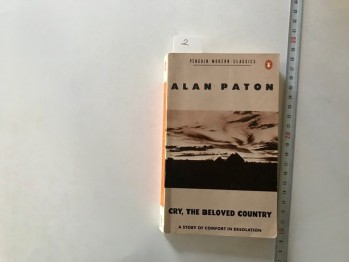 2
PENGUIN MODERN CLASSICS
ALAN PATON
CRY, THE BELOVED COUNTRY
A STORY OF COMFORT IN DESOLATION